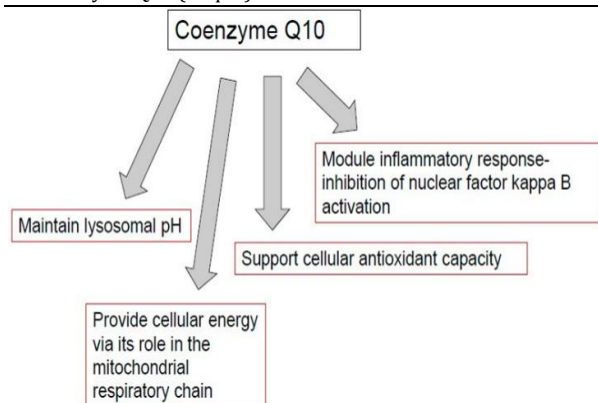 Coenzyme Q10
Module inflammatory response-
inhibition of nuclear factor kappa B
activation
Maintain lysosomal pH
Support cellular antioxidant capacity
Provide cellular energy
via its role in the
mitochondrial
respiratory chain